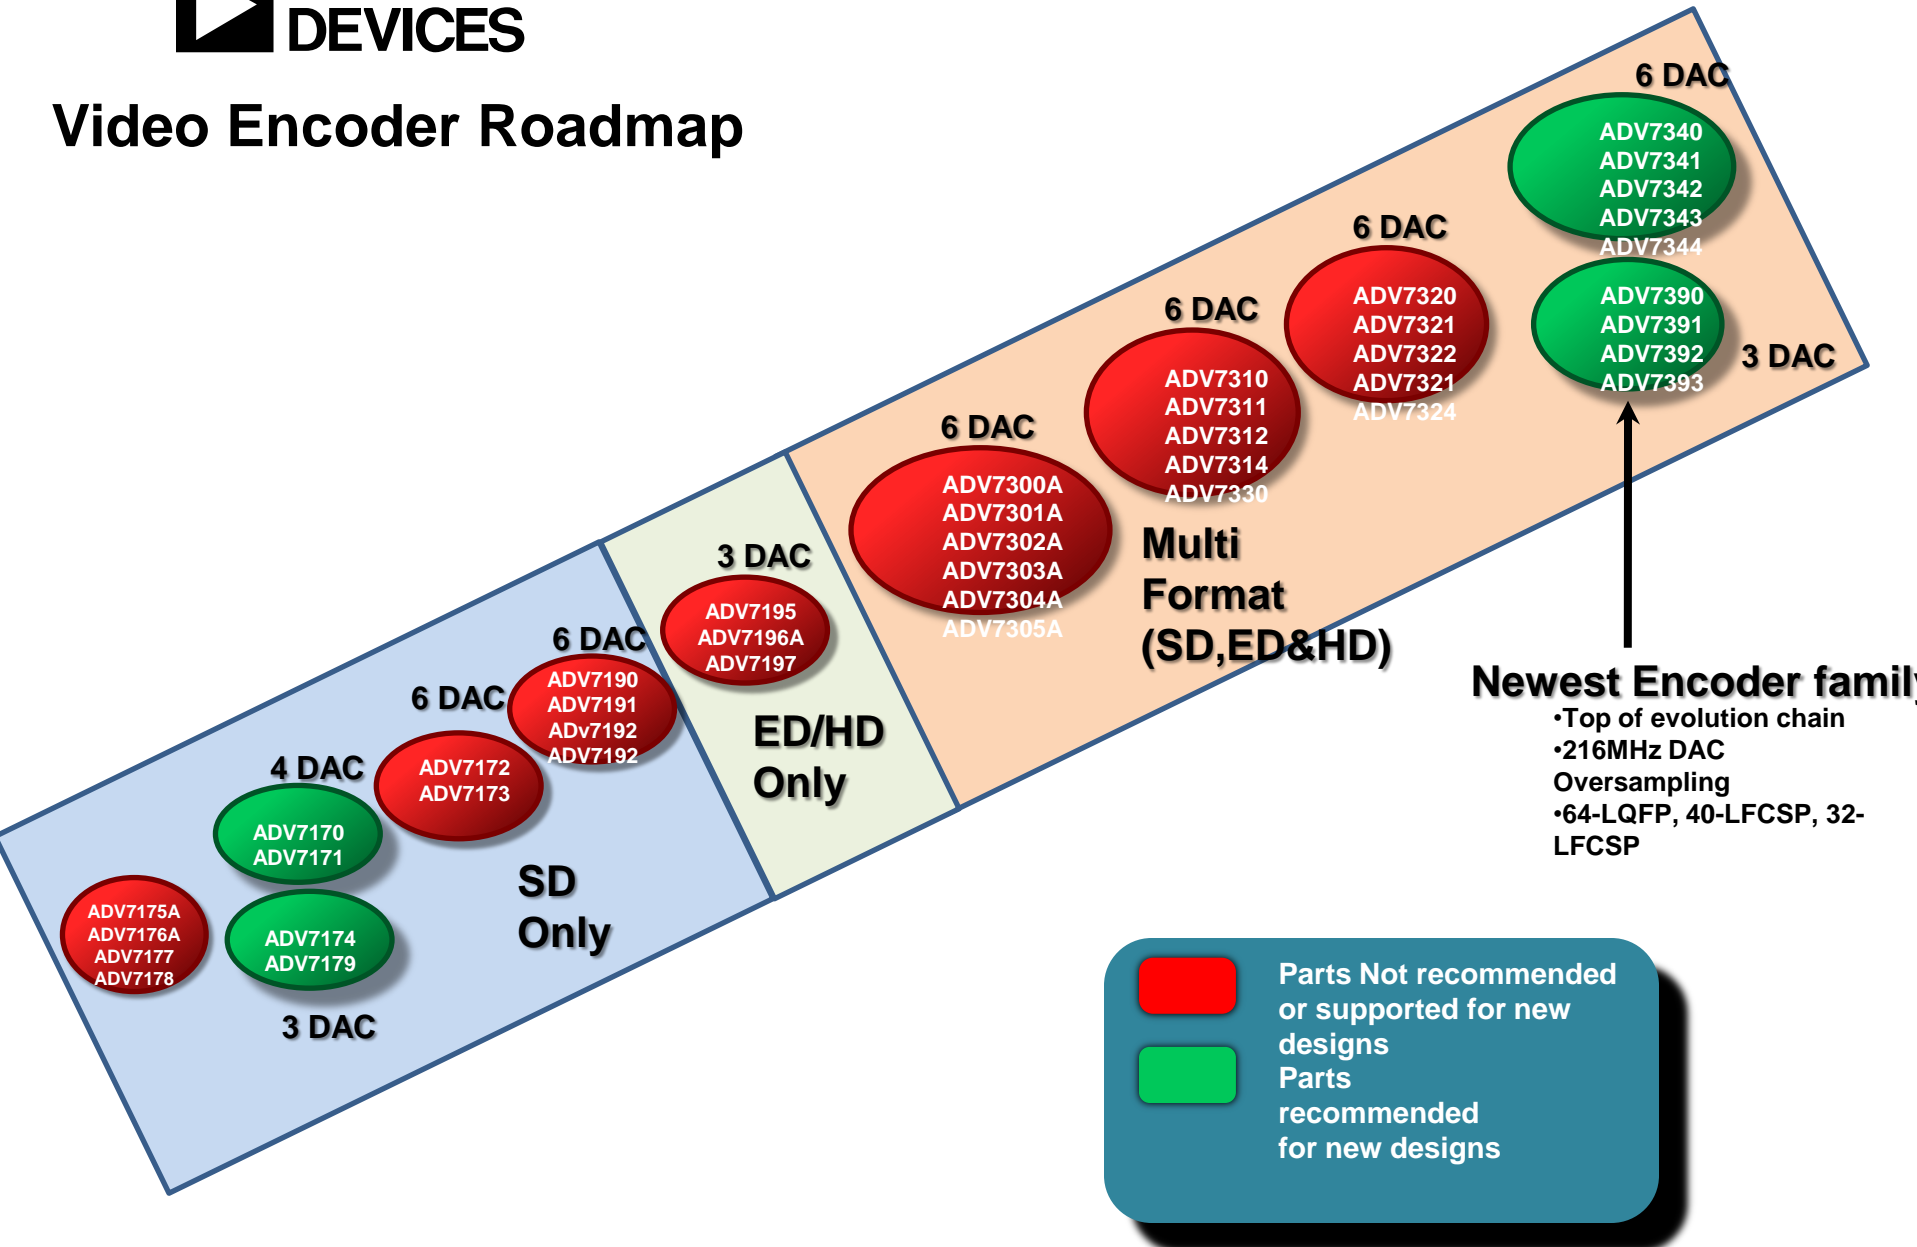 DEVICES
Video Encoder Roadmap
6 DAC
ADV7340
ADV7341
ADV7342
ADV7343
ADV7344
ADV7390
ADV7391
ADV7392
ADV7393
3 DAC
6 DAC
ADV7320
ADV7321
ADV7322
ADV7321
ADV7324
6 DAC
ADV7310
ADV7311
ADV7312
ADV7314
ADV7330
6 DAC
ADV7300A
ADV7301A
ADV7302A
ADV7303A
ADV7304A
ADV7305A
Multi
Format
(SD,ED&HD)
3 DAC
ADV7195
ADV7196A
ADV7197
ED/HD
Only
6 DAC
ADV7190
ADV7191
ADv7192
ADV7192
6 DAC
ADV7172
ADV7173
4 DAC
ADV7170
ADV7171
ADV7175A
ADV7176A
ADV7177
ADV7178
ADV7174
ADV7179
3 DAC
SD
Only
Newest Encoder family
•Top of evolution chain
•216MHz DAC
Oversampling
•64-LQFP, 40-LFCSP, 32-
LFCSP
Parts Not recommended
or supported for new
designs
Parts
recommended
for new designs